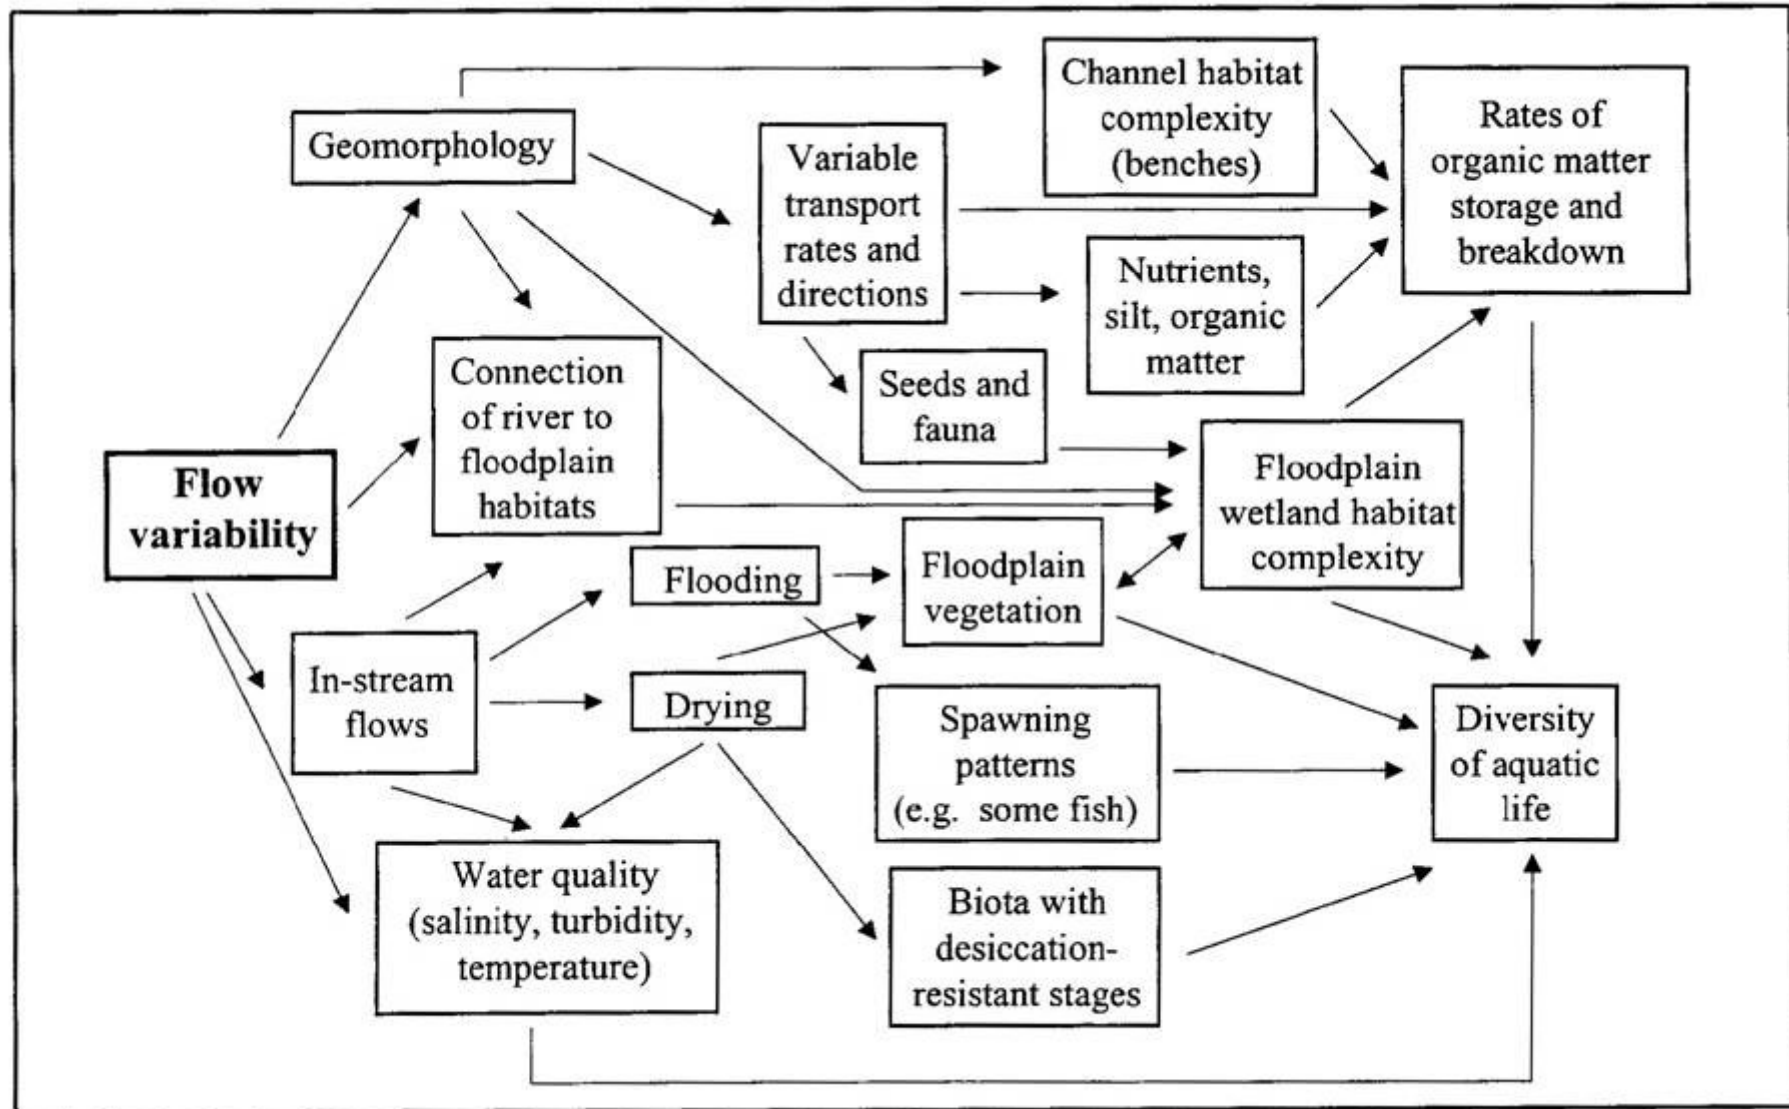 Channel habitat
complexity
(benches)
Rates of
organic matter
storage and
breakdown
Geomorphology
Variable
transport
rates and
directions
Nutrients,
silt, organic
matter
Connection
of river to
floodplain
habitats
Seeds and
fauna
Flow
variability
Floodplain
wetland habitat
complexity
Flooding
Floodplain
vegetation
In-stream
flows
Drying
Spawning
patterns
(e.g. some fish)
Diversity
of aquatic
life
Water quality
(salinity, turbidity,
temperature)
Biota with
desiccation-
resistant stages